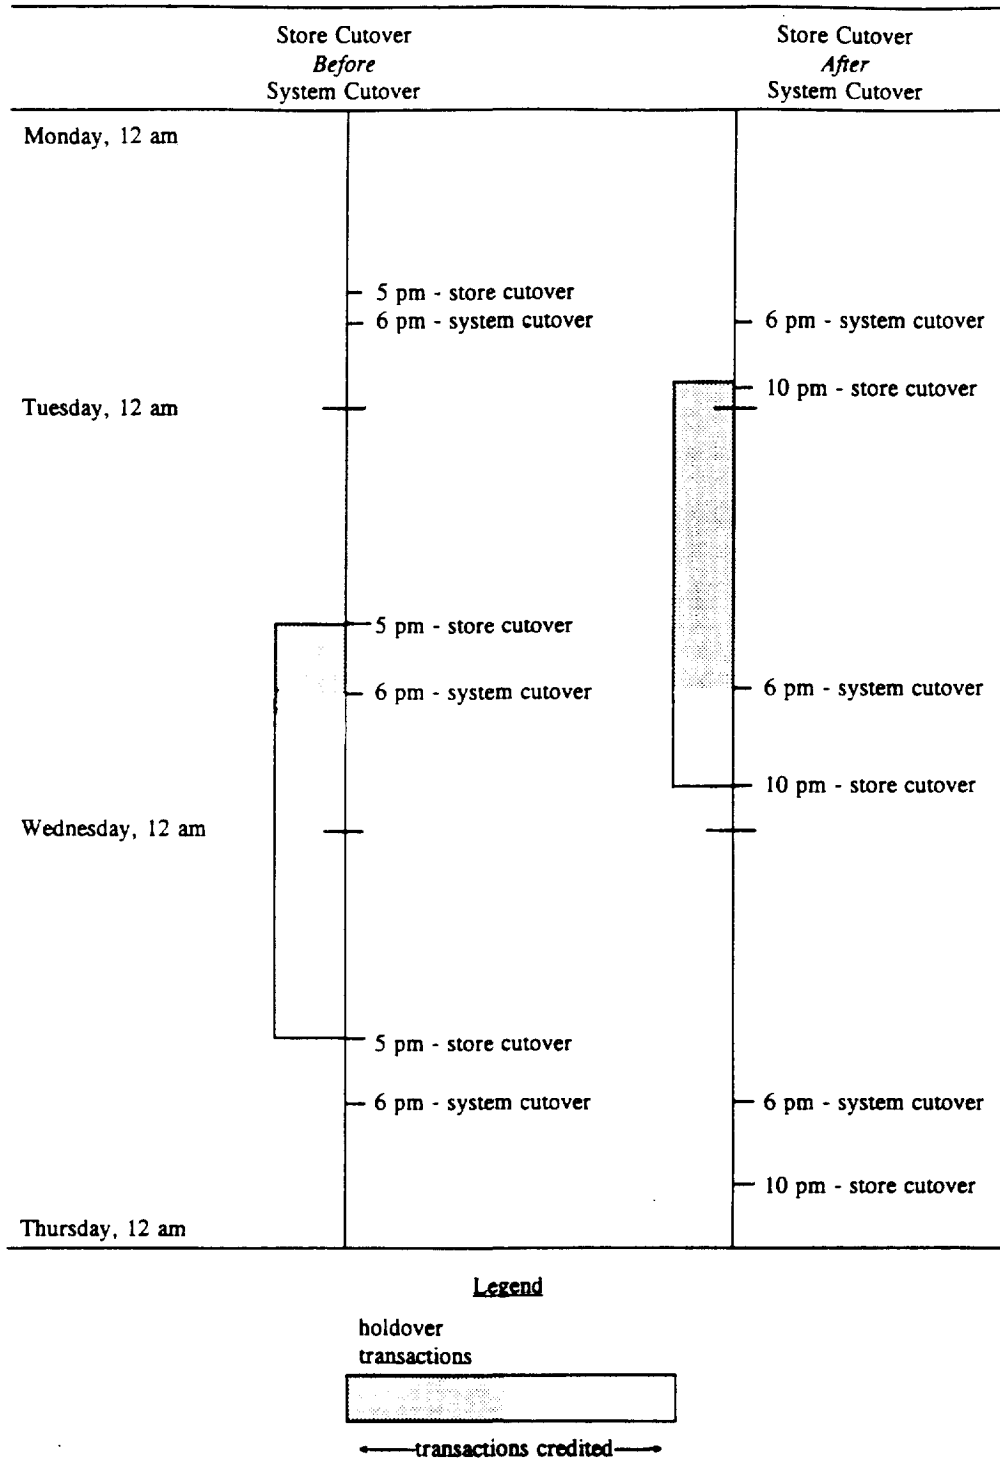 Store Cutover
Before
System Cutover
Store Cutover
After
System Cutover
Monday, 12 am
5 pm - store cutover
6 pm - system cutover
6 pm - system cutover
10 pm - store cutover
Tuesday, 12 am
5 pm - store cutover
6 pm - system cutover
6 pm - system cutover
10 pm - store cutover
Wednesday, 12 am
5 pm - store cutover
6 pm - system cutover
6 pm - system cutover
10 pm - store cutover
Thursday, 12 am
Legend
holdover
transactions
transactions credited